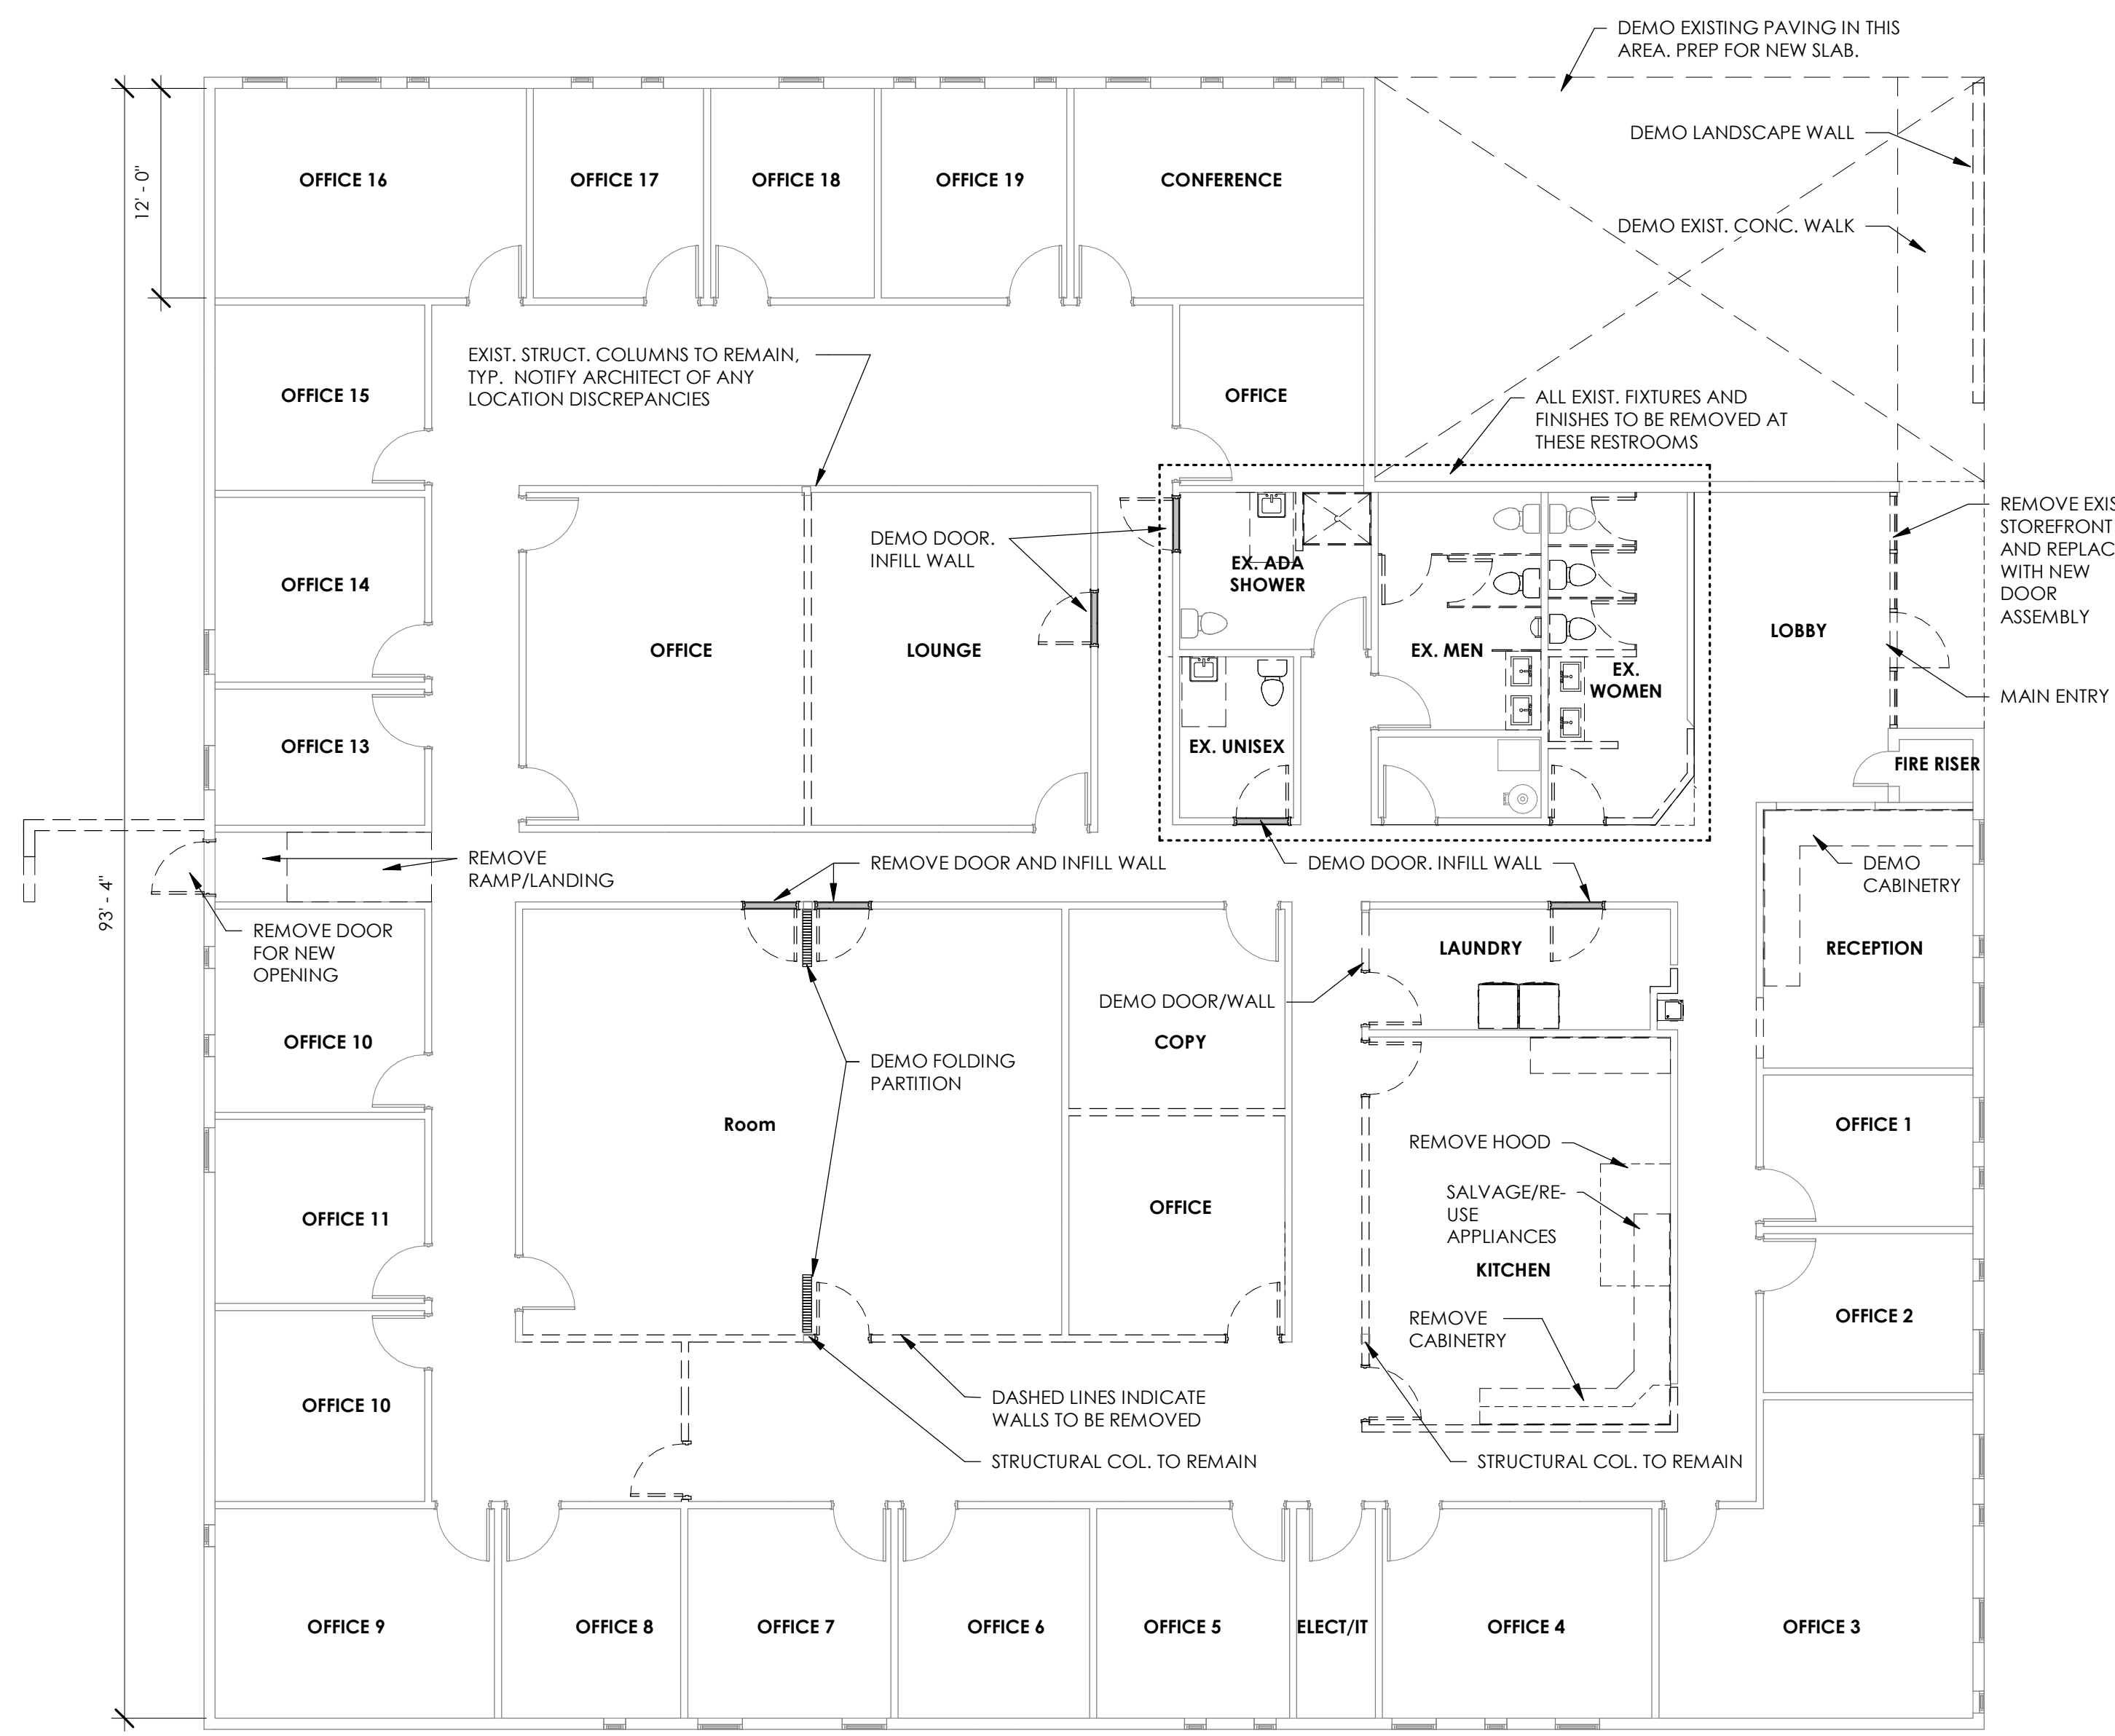 DEMO EXISTING PAVING IN THIS
AREA. PREP FOR NEW SLAB.
DEMO LANDSCAPE WALL
12' - 0"
OFFICE 16
OFFICE 17
OFFICE 18
OFFICE 19
CONFERENCE
DEMO EXIST. CONC. WALK
EXIST. STRUCT. COLUMNS TO REMAIN,
TYP. NOTIFY ARCHITECT OF ANY
LOCATION DISCREPANCIES
OFFICE 15
OFFICE
ALL EXIST. FIXTURES AND
FINISHES TO BE REMOVED AT
THESE RESTROOMS
REMOVE EXIS
STOREFRONT
AND REPLAC
WITH NEW
DOOR
ASSEMBLY
DEMO DOOR.
INFILL WALL
EX. ADA
SHOWER
OFFICE 14
OFFICE
LOUNGE
EX. MEN
EX.
WOMEN
LOBBY
MAIN ENTRY
OFFICE 13
EX. UNISEX
FIRE RISER
REMOVE
RAMP/LANDING
REMOVE DOOR AND INFILL WALL
DEMO DOOR. INFILL WALL
DEMO
CABINETRY
93' - 4"
REMOVE DOOR
FOR NEW
OPENING
LAUNDRY
RECEPTION
DEMO DOOR/WALL
OFFICE 10
COPY
DEMO FOLDING
PARTITION
Room
OFFICE 1
REMOVE HOOD
SALVAGE/RE-
USE
APPLIANCES
OFFICE 11
OFFICE
KITCHEN
OFFICE 2
REMOVE
CABINETRY
OFFICE 10
DASHED LINES INDICATE
WALLS TO BE REMOVED
STRUCTURAL COL. TO REMAIN
STRUCTURAL COL. TO REMAIN
OFFICE 9
OFFICE 8
OFFICE 7
OFFICE 6
OFFICE 5
ELECT/IT
OFFICE 4
OFFICE 3